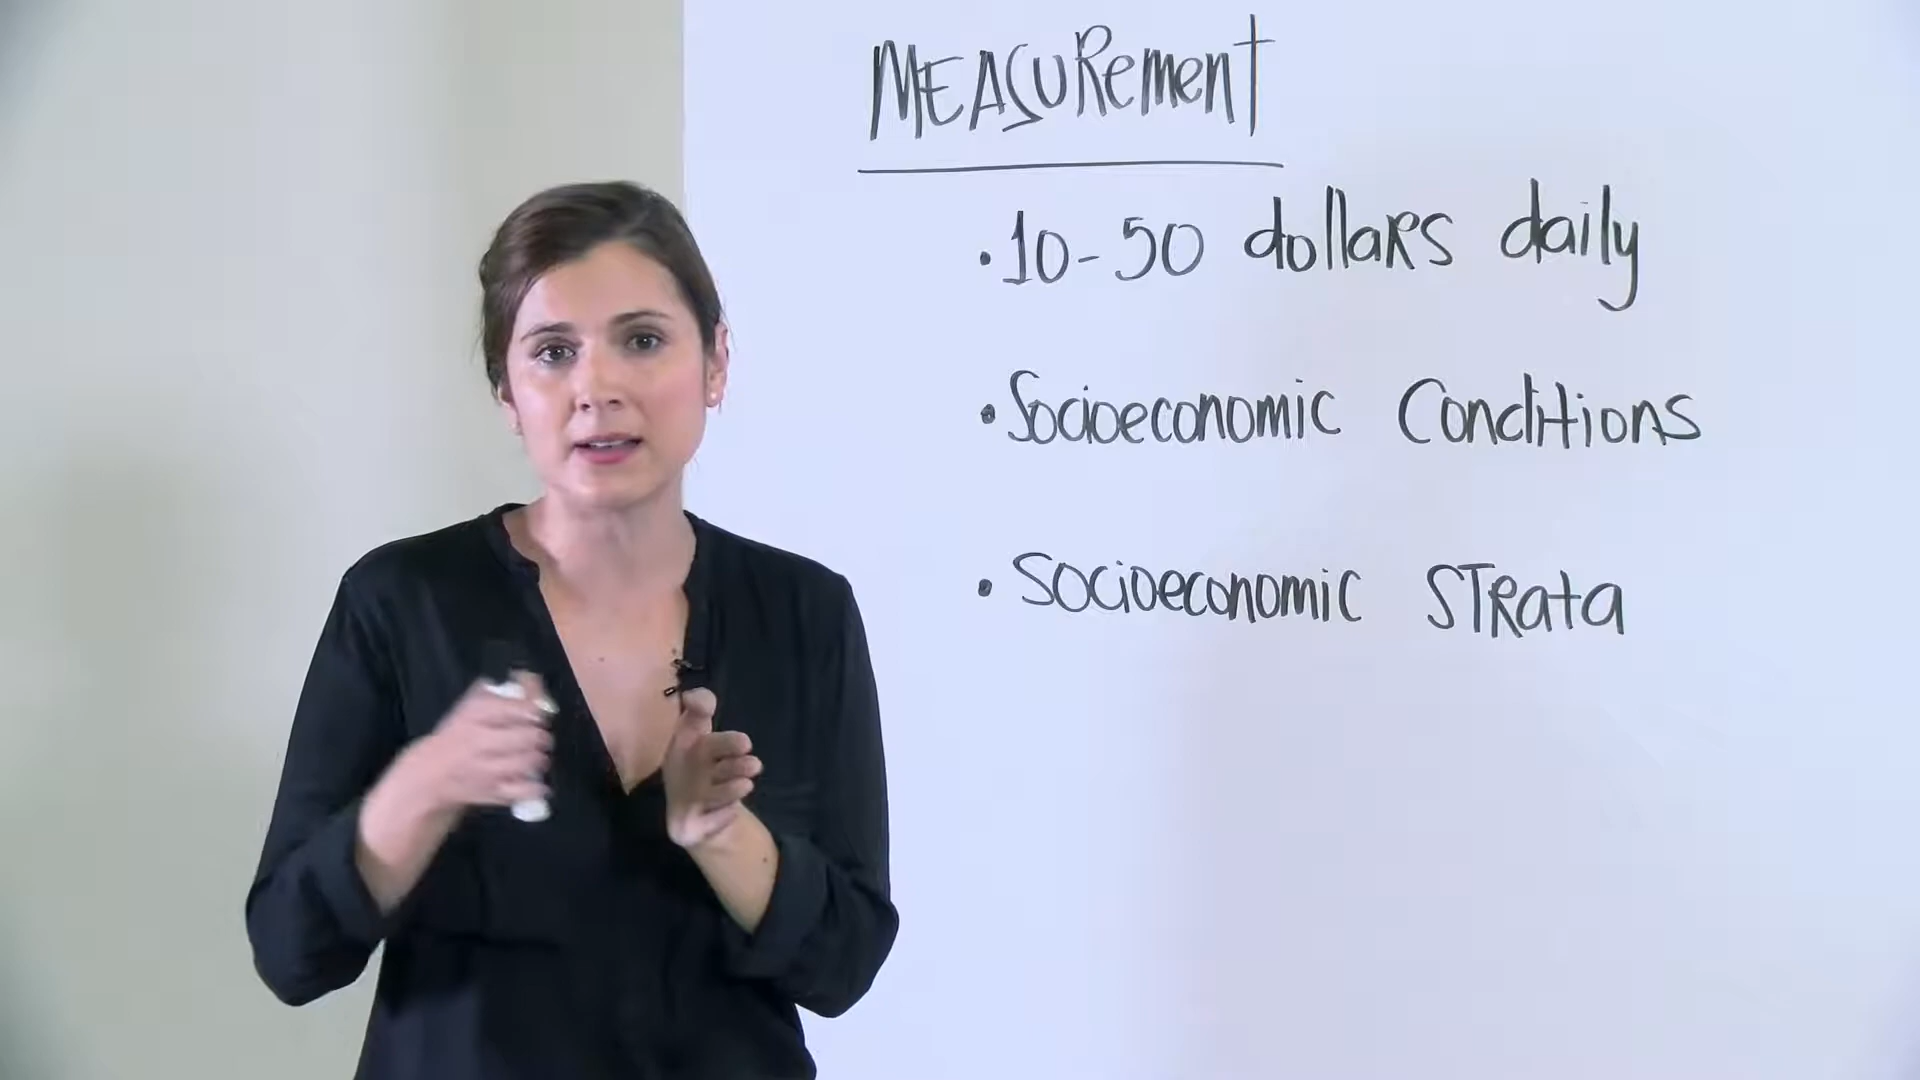 MEASUREment
• 10-50 dollars daily
• Socioeconomic Conditions
• Socioeconomic STRata